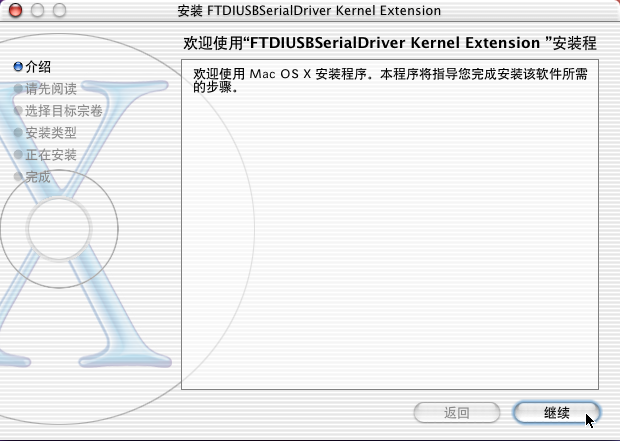 安装 FTDIUSBSerialDriver Kernel Extension
欢迎使用“FTDIUSBSerialDriver Kernel Extension ”安装程
介绍
请先阅读
选择目标宗卷
安装类型
正在安装
完成
欢迎使用 Mac OS X 安装程序。本程序将指导您完成安装该软件所需
的步骤。
返回
继续